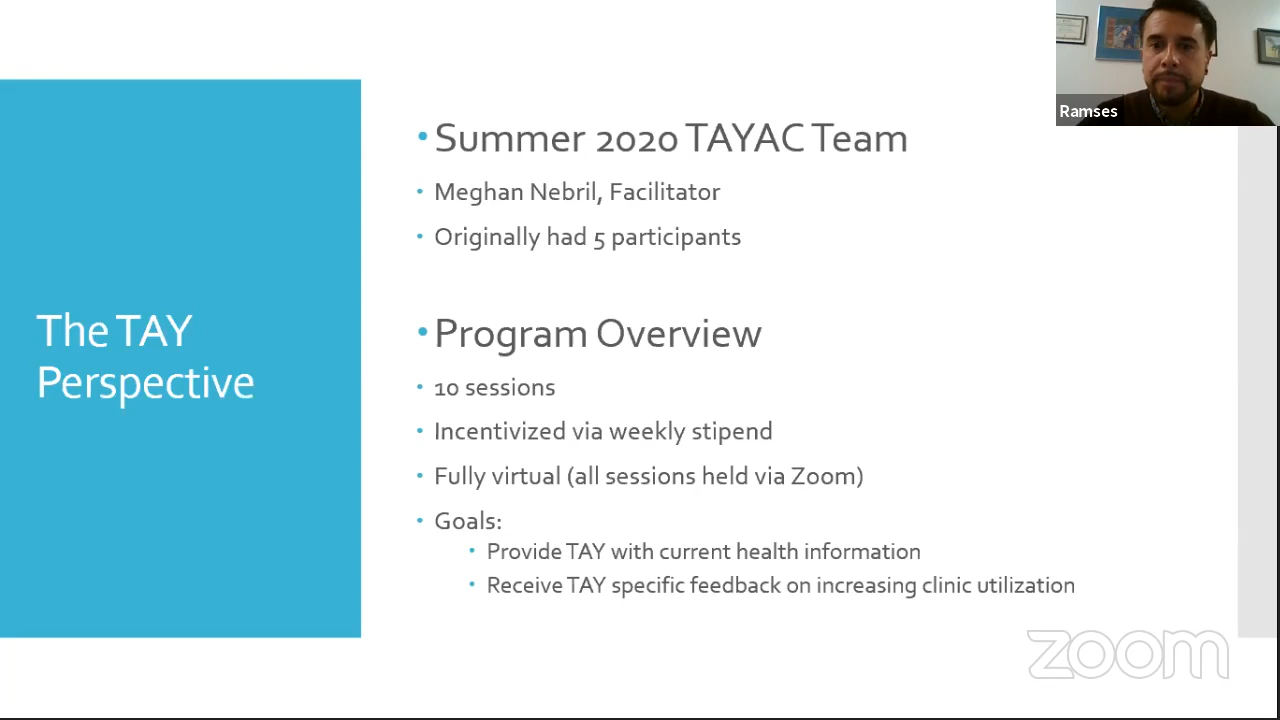 Ramses
The TAY
Perspective
• Summer 2020 TAYAC Team
• Meghan Nebril, Facilitator
• Originally had 5 participants
• Program Overview
• 10 sessions
• Incentivized via weekly stipend
• Fully virtual (all sessions held via Zoom)
• Goals:
• Provide TAY with current health information
• Receive TAY specific feedback on increasing clinic utilization
zoom